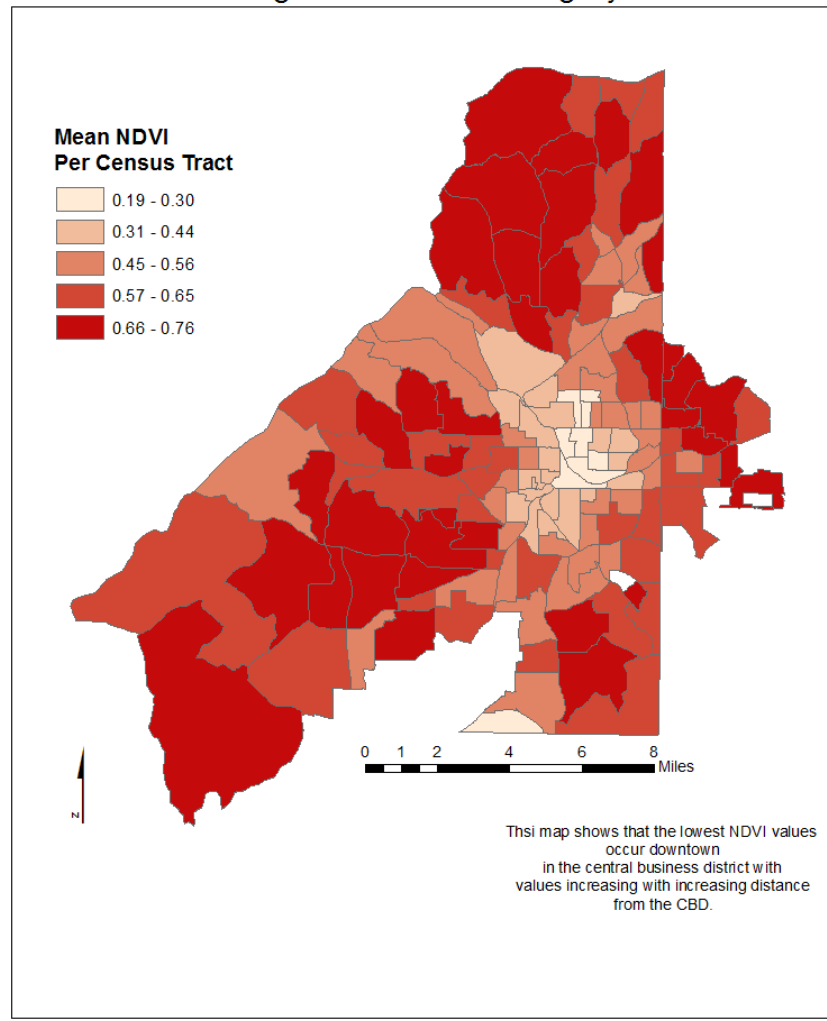 Mean NDVI
Per Census Tract
0.19 - 0.30
0.31 - 0.44
0.45 - 0.56
0.57 - 0.65
0.66 - 0.76
0 1 2 4 6 8
Miles
N
Thsi map shows that the lowest NDVI values
occur downtown
in the central business district with
values increasing with increasing distance
from the CBD.